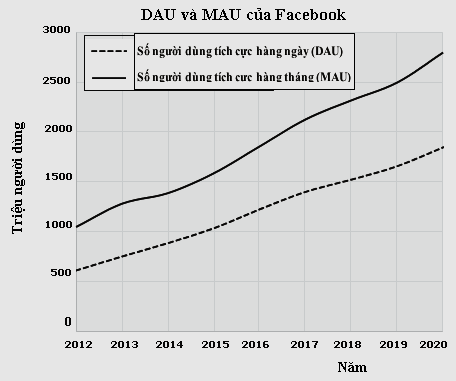 DAU và MAU của Facebook
Số người dùng tích cực hàng ngày (DAU)
Số người dùng tích cực hàng tháng (MAU)
Triệu người dùng
3000
2500
2000
1500
1000
500
0
2012 2013 2014 2015 2016 2017 2018 2019 2020
Năm